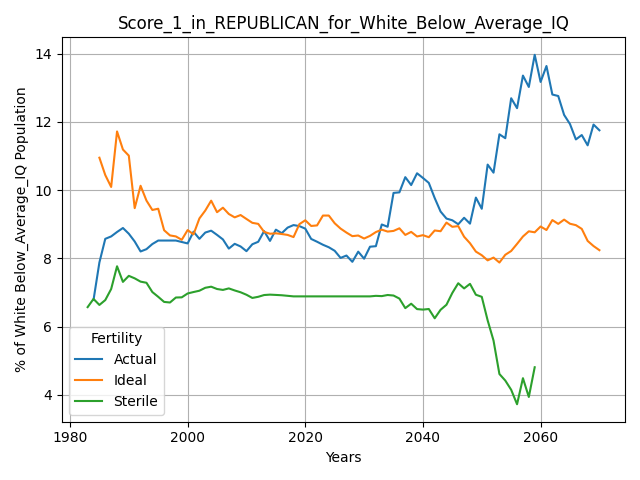 Score_1_in_REPUBLICAN_for_White_Below_Average_IQ
% of White Below_Average_IQ Population
14
12
10
8
6
4
Fertility
Actual
Ideal
Sterile
1980
2000
2020
2040
2060
Years